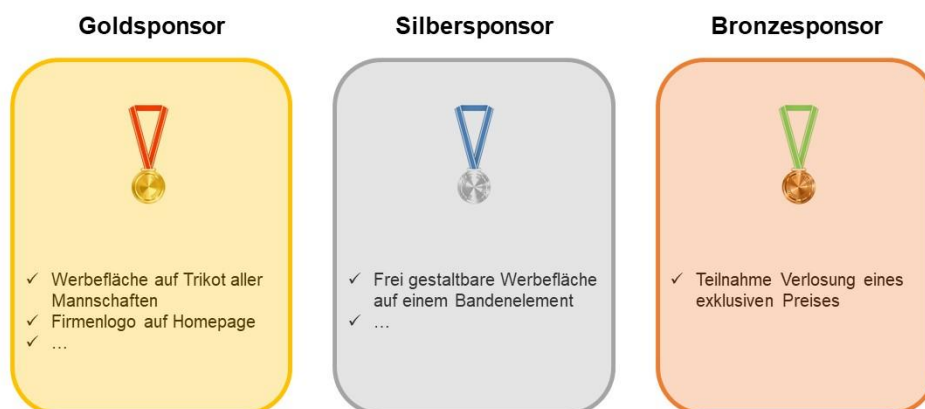 Goldsponsor
✓ Werbefläche auf Trikot aller
Mannschaften
✓ Firmenlogo auf Homepage
✓ …
Silbersponsor
✓ Frei gestaltbare Werbefläche
auf einem Bandenelement
✓ …
Bronzesponsor
✓ Teilnahme Verlosung eines
exklusiven Preises